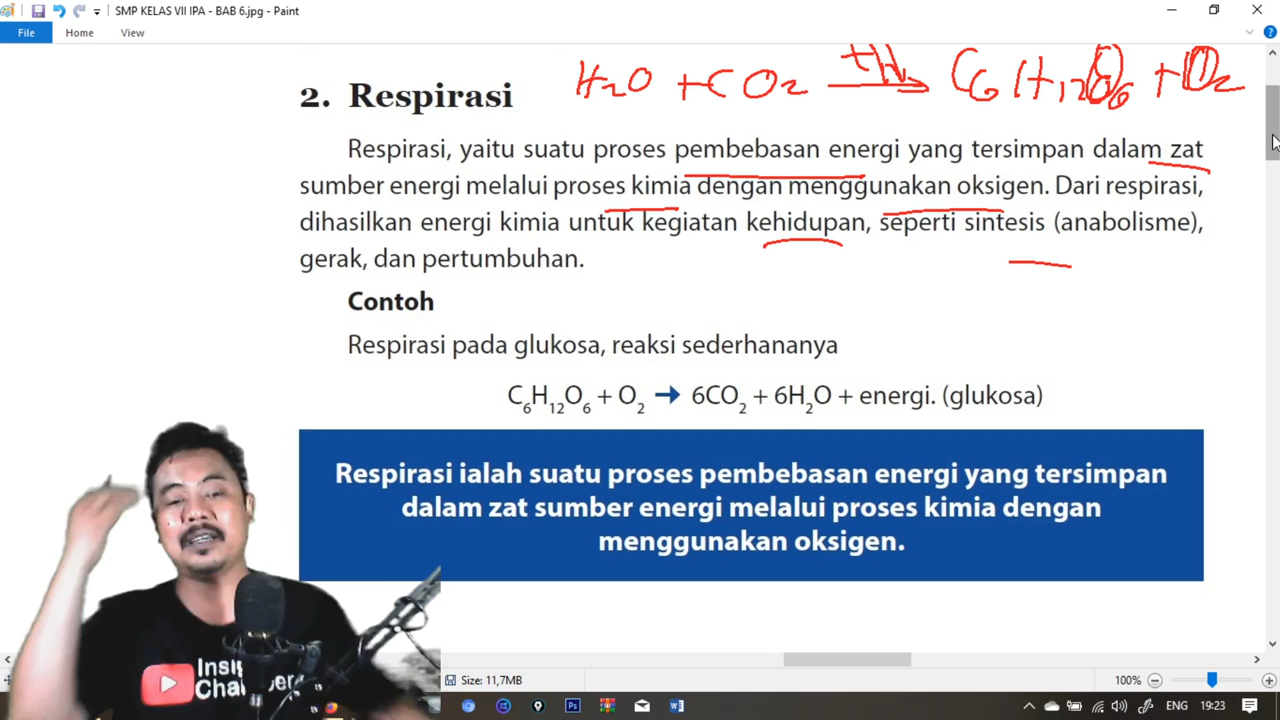 SMP KELAS VII IPA - BAB 6.jpg - Paint
File Home View
H2O + CO2 → C6H12O6 + O2
2. Respirasi
Respirasi, yaitu suatu proses pembebasan energi yang tersimpan dalam zat
sumber energi melalui proses kimia dengan menggunakan oksigen. Dari respirasi,
dihasilkan energi kimia untuk kegiatan kehidupan, seperti sintesis (anabolisme),
gerak, dan pertumbuhan.
Contoh
Respirasi pada glukosa, reaksi sederhananya
C6H12O6 + O2 → 6CO2 + 6H2O + energi. (glukosa)
Respirasi ialah suatu proses pembebasan energi yang tersimpan
dalam zat sumber energi melalui proses kimia dengan
menggunakan oksigen.
Size: 11,7MB
100%
ENG 19:23